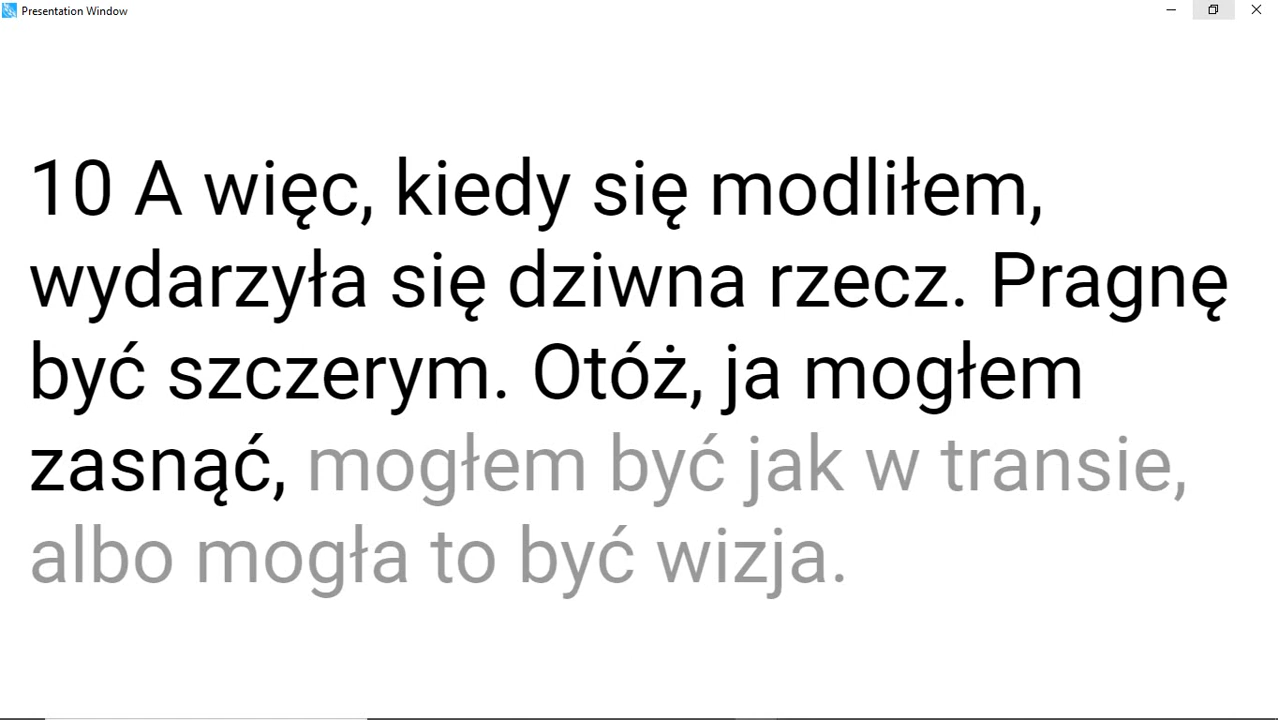 Presentation Window
10 A więc, kiedy się modliłem,
wydarzyła się dziwna rzecz. Pragnę
być szczerym. Otóż, ja mogłem
zasnąć, mogłem być jak w transie,
albo mogła to być wizja.